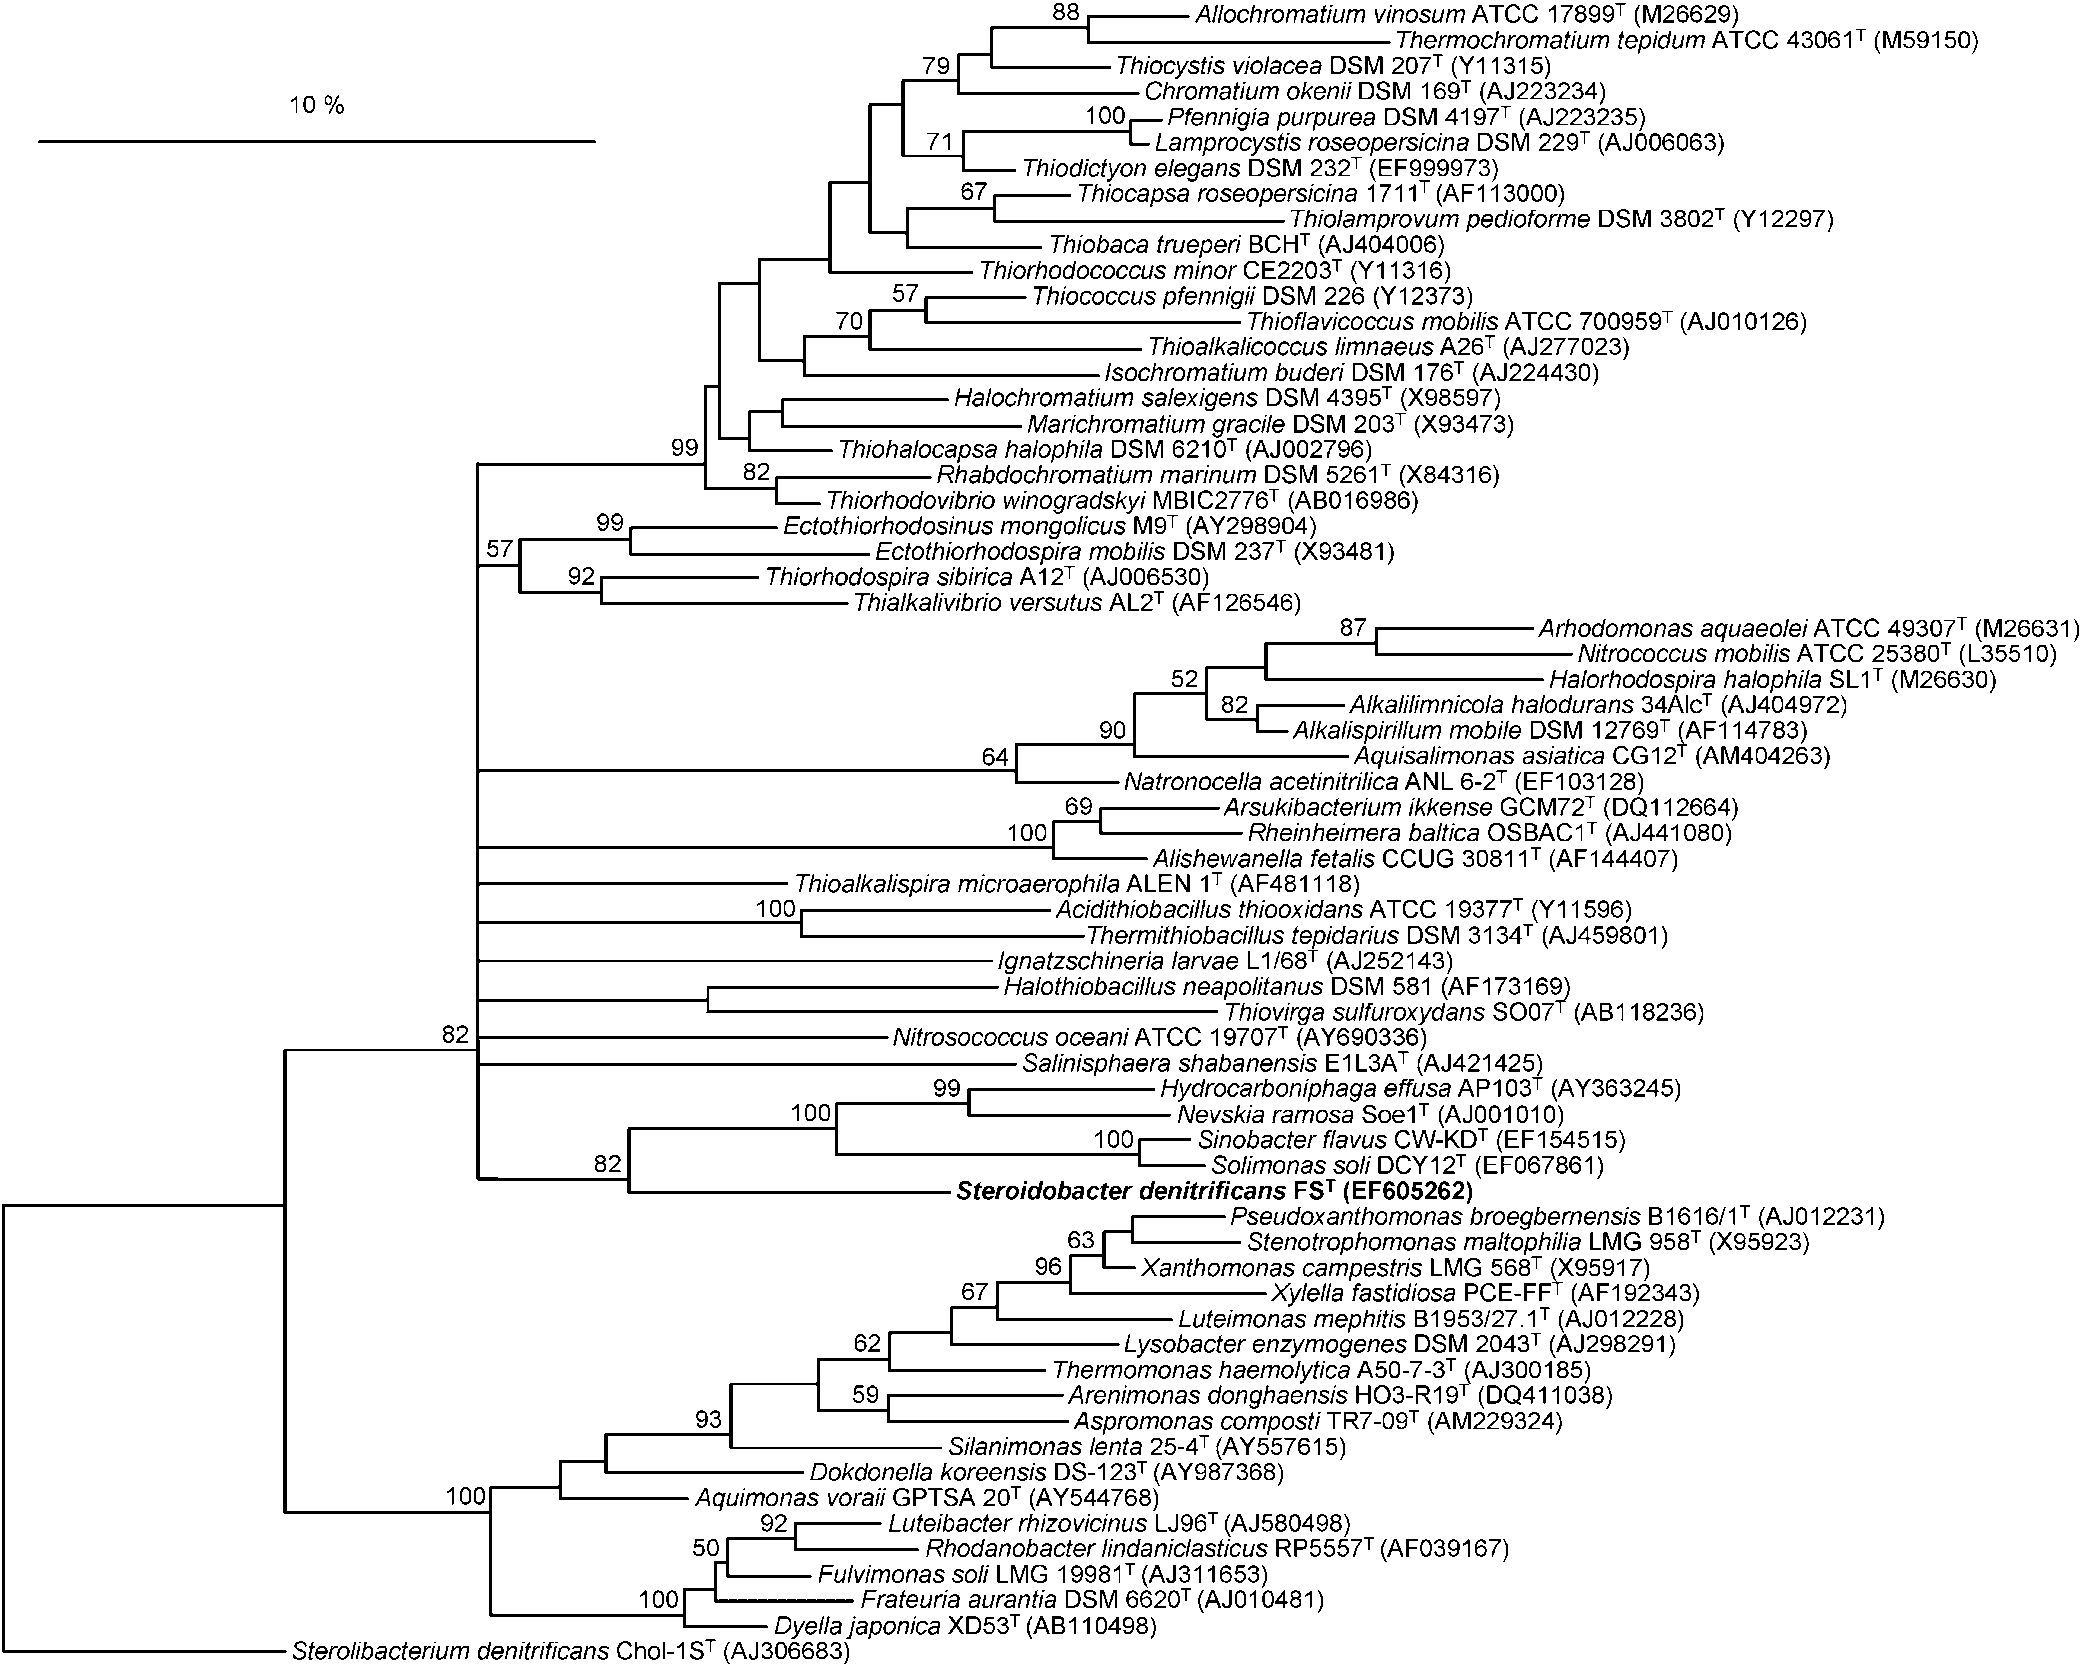 88
Allochromatium vinosum ATCC 17899ᵀ (M26629)
Thermochromatium tepidum ATCC 43061ᵀ (M59150)
79
Thiocystis violacea DSM 207ᵀ (Y11315)
Chromatium okenii DSM 169ᵀ (AJ223234)
10 %
100
Pfennigia purpurea DSM 4197ᵀ (AJ223235)
Lamprocystis roseopersicina DSM 229ᵀ (AJ006063)
71
Thiodictyon elegans DSM 232ᵀ (EF999973)
67
Thiocapsa roseopersicina 1711ᵀ (AF113000)
Thiolamprovum pedioforme DSM 3802ᵀ (Y12297)
Thiobaca trueperi BCHᵀ (AJ404006)
Thiorhodococcus minor CE2203ᵀ (Y11316)
57
Thiococcus pfennigii DSM 226 (Y12373)
70
Thioflavicoccus mobilis ATCC 700959ᵀ (AJ010126)
Thioalkalicoccus limnaeus A26ᵀ (AJ277023)
Isochromatium buderi DSM 176ᵀ (AJ224430)
Halochromatium salexigens DSM 4395ᵀ (X98597)
Marichromatium gracile DSM 203ᵀ (X93473)
99
Thiohalocapsa halophila DSM 6210ᵀ (AJ002796)
82
Rhabdochromatium marinum DSM 5261ᵀ (X84316)
Thiorhodovibrio winogradskyi MBIC2776ᵀ (AB016986)
99
Ectothiorhodosinus mongolicus M9ᵀ (AY298904)
57
Ectothiorhodospira mobilis DSM 237ᵀ (X93481)
92
Thiorhodospira sibirica A12ᵀ (AJ006530)
Thialkalivibrio versutus AL2ᵀ (AF126546)
87
Arhodomonas aquaeolei ATCC 49307ᵀ (M26631)
Nitrococcus mobilis ATCC 25380ᵀ (L35510)
52
Halorhodospira halophila SL1ᵀ (M26630)
82
Alkalilimnicola halodurans 34Alcᵀ (AJ404972)
90
Alkalispirillum mobile DSM 12769ᵀ (AF114783)
64
Aquisalimonas asiatica CG12ᵀ (AM404263)
Natronocella acetinitrilica ANL 6-2ᵀ (EF103128)
69
Arsukibacterium ikkense GCM72ᵀ (DQ112664)
100
Rheinheimera baltica OSBAC1ᵀ (AJ441080)
Alishewanella fetalis CCUG 30811ᵀ (AF144407)
Thioalkalispira microaerophila ALEN 1ᵀ (AF481118)
100
Acidithiobacillus thiooxidans ATCC 19377ᵀ (Y11596)
Thermithiobacillus tepidarius DSM 3134ᵀ (AJ459801)
Ignatzschineria larvae L1/68ᵀ (AJ252143)
Halothiobacillus neapolitanus DSM 581 (AF173169)
Thiovirga sulfuroxydans SO07ᵀ (AB118236)
82
Nitrosococcus oceani ATCC 19707ᵀ (AY690336)
Salinisphaera shabanensis E1L3Aᵀ (AJ421425)
99
Hydrocarboniphaga effusa AP103ᵀ (AY363245)
100
Nevskia ramosa Soe1ᵀ (AJ001010)
100
Sinobacter flavus CW-KDᵀ (EF154515)
82
Solimonas soli DCY12ᵀ (EF067861)
Steroidobacter denitrificans FSᵀ (EF605262)
Pseudoxanthomonas broegbernensis B1616/1ᵀ (AJ012231)
63
Stenotrophomonas maltophilia LMG 958ᵀ (X95923)
96
Xanthomonas campestris LMG 568ᵀ (X95917)
67
Xylella fastidiosa PCE-FFᵀ (AF192343)
Luteimonas mephitis B1953/27.1ᵀ (AJ012228)
62
Lysobacter enzymogenes DSM 2043ᵀ (AJ298291)
Thermomonas haemolytica A50-7-3ᵀ (AJ300185)
59
Arenimonas donghaensis HO3-R19ᵀ (DQ411038)
93
Aspromonas composti TR7-09ᵀ (AM229324)
Silanimonas lenta 25-4ᵀ (AY557615)
Dokdonella koreensis DS-123ᵀ (AY987368)
100
Aquimonas voraii GPTSA 20ᵀ (AY544768)
92
Luteibacter rhizovicinus LJ96ᵀ (AJ580498)
50
Rhodanobacter lindaniclasticus RP5557ᵀ (AF039167)
Fulvimonas soli LMG 19981ᵀ (AJ311653)
100
Frateuria aurantia DSM 6620ᵀ (AJ010481)
Dyella japonica XD53ᵀ (AB110498)
Sterolibacterium denitrificans Chol-1Sᵀ (AJ306683)